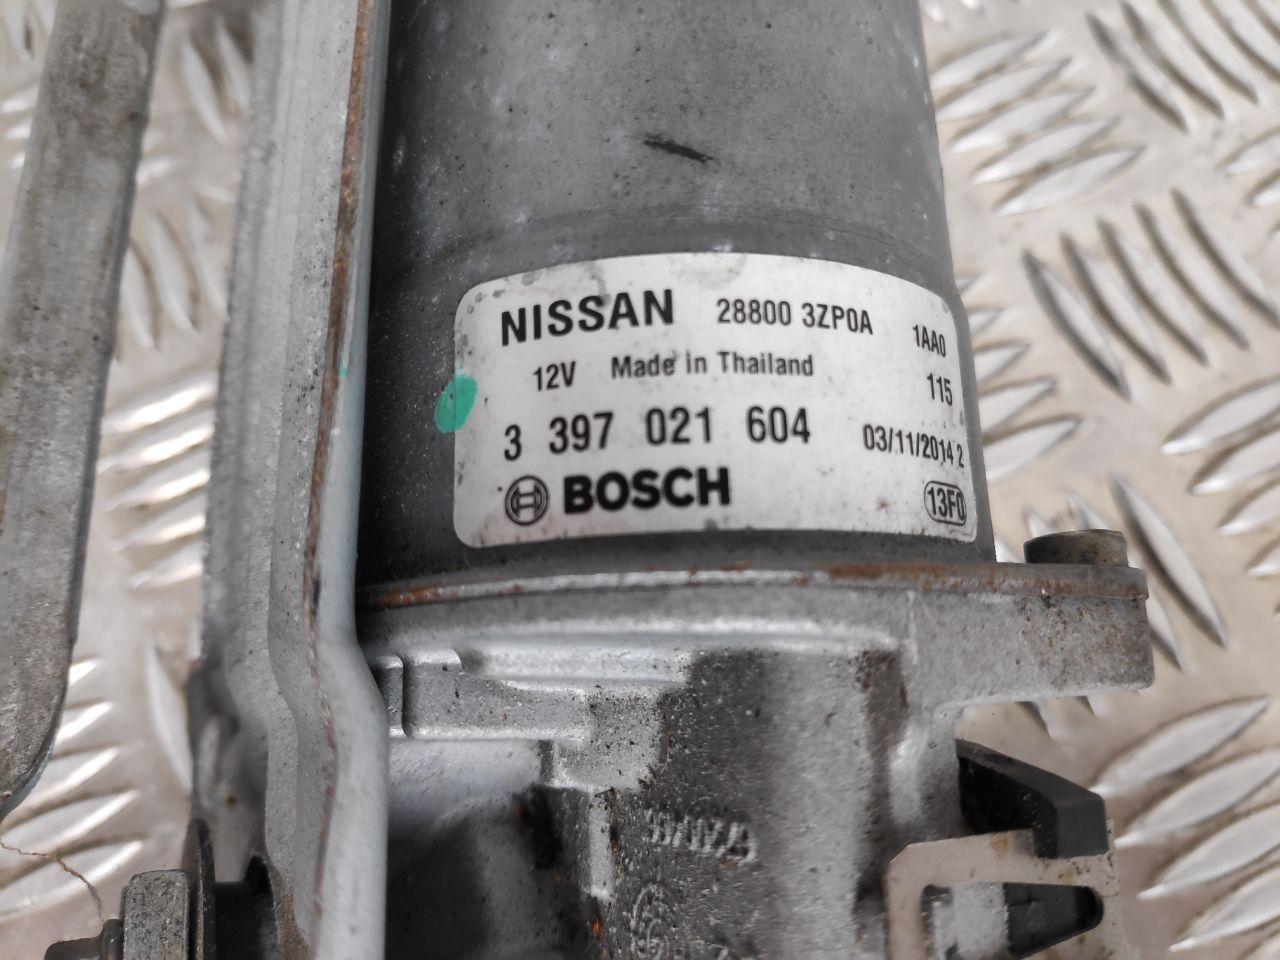 NISSAN 28800 3ZP0A 1AA0
12V Made in Thailand 115
3 397 021 604 03/11/2014 2
BOSCH 13F0